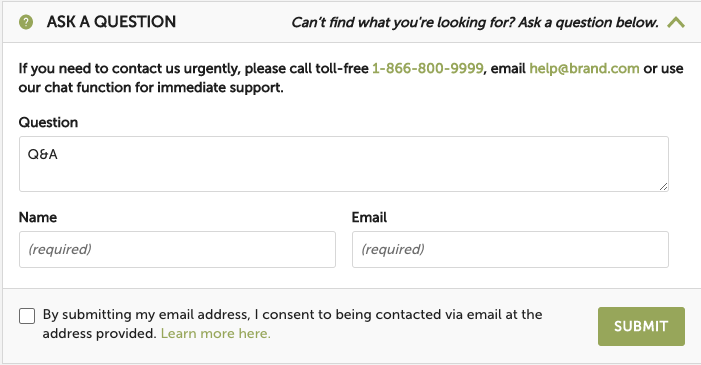 ? ASK A QUESTION Can't find what you're looking for? Ask a question below.
If you need to contact us urgently, please call toll-free 1-866-800-9999, email help@brand.com or use
our chat function for immediate support.
Question
Q&A
Name Email
(required) (required)
By submitting my email address, I consent to being contacted via email at the
address provided. Learn more here.
SUBMIT